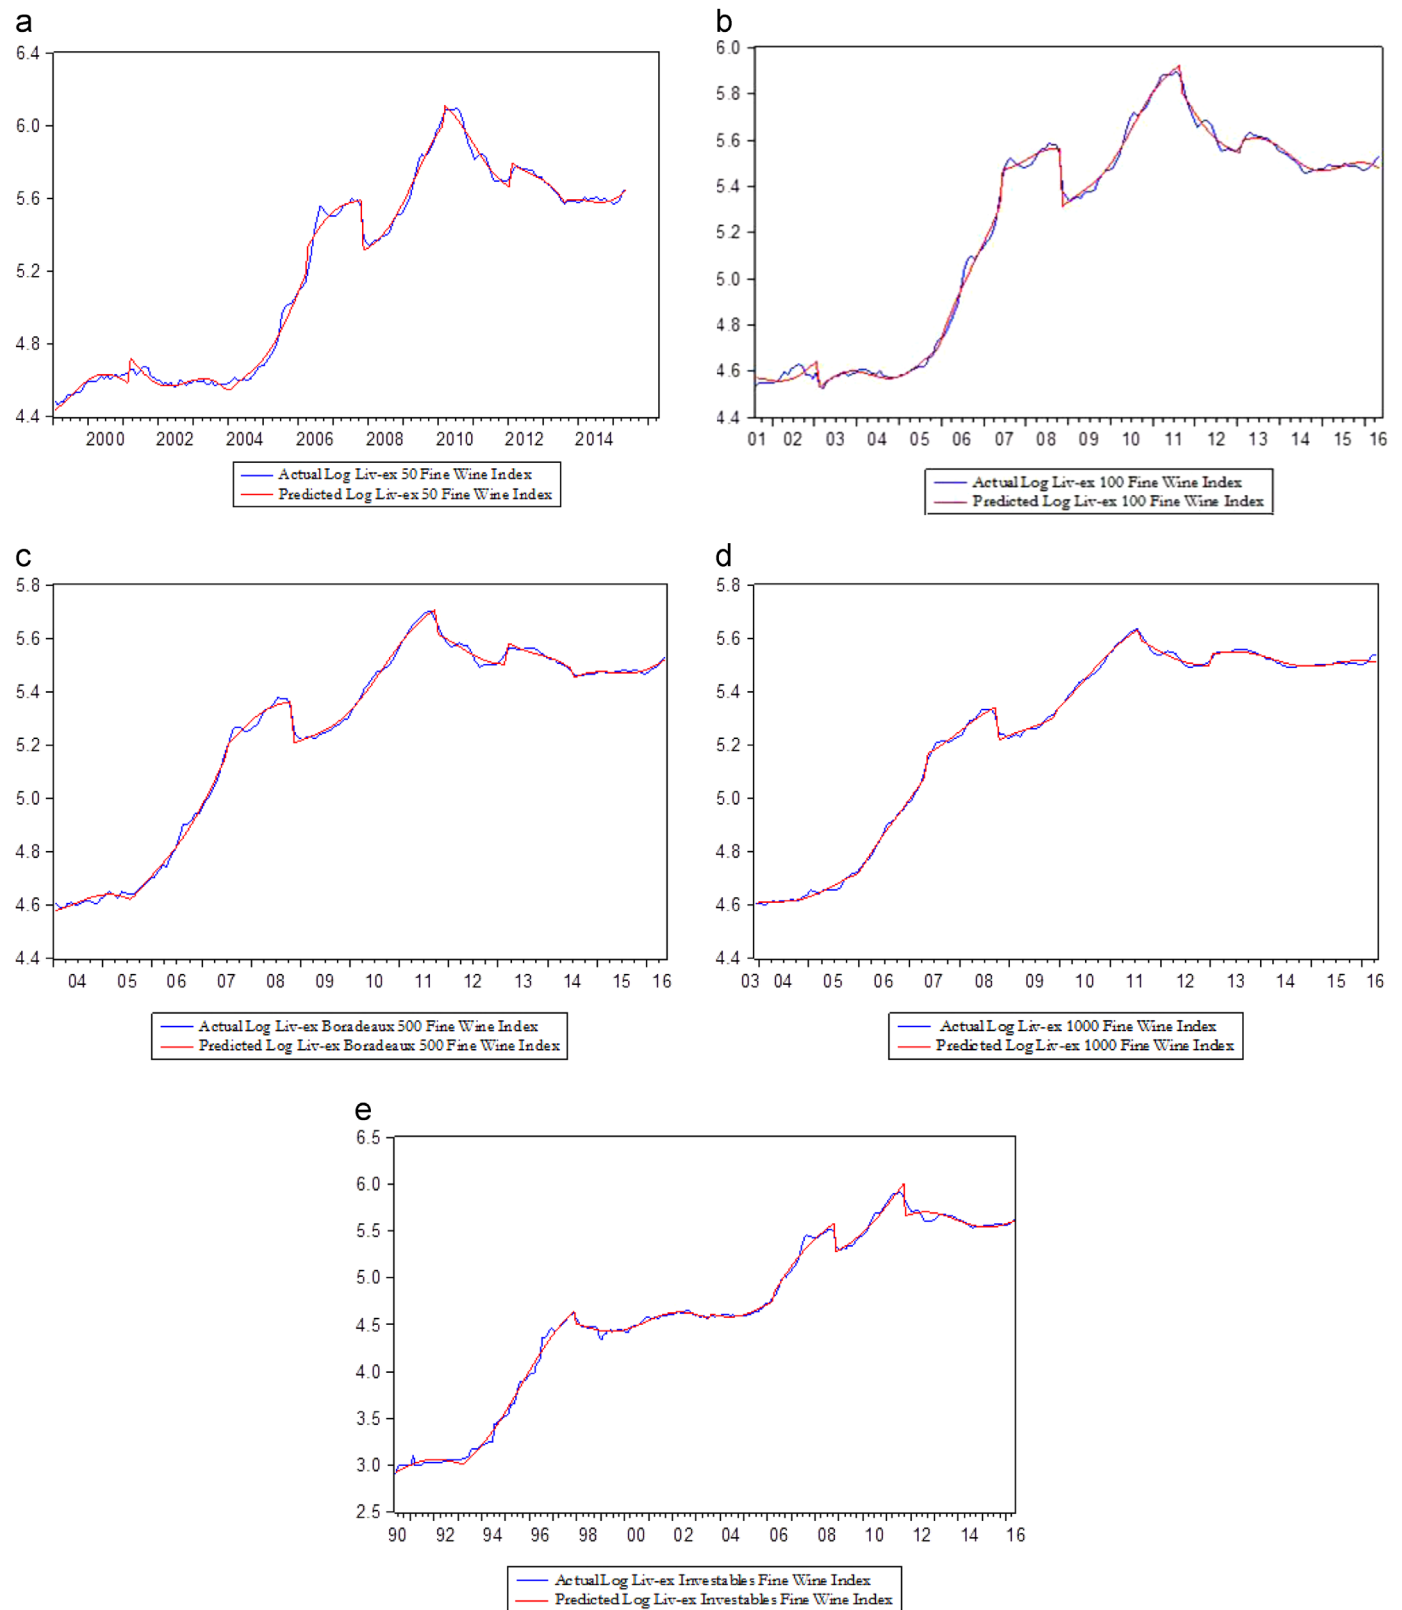 a
6.4
6.0
5.6
5.2
4.8
4.4
2000 2002 2004 2006 2008 2010 2012 2014
Actual Log Liv-ex 50 Fine Wine Index
Predicted Log Liv-ex 50 Fine Wine Index
b
6.0
5.8
5.6
5.4
5.2
5.0
4.8
4.6
4.4
01 02 03 04 05 06 07 08 09 10 11 12 13 14 15 16
Actual Log Liv-ex 100 Fine Wine Index
Predicted Log Liv-ex 100 Fine Wine Index
c
5.8
5.6
5.4
5.2
5.0
4.8
4.6
4.4
04 05 06 07 08 09 10 11 12 13 14 15 16
Actual Log Liv-ex Boradeaux 500 Fine Wine Index
Predicted Log Liv-ex Boradeaux 500 Fine Wine Index
d
5.8
5.6
5.4
5.2
5.0
4.8
4.6
4.4
03 04 05 06 07 08 09 10 11 12 13 14 15 16
Actual Log Liv-ex 1000 Fine Wine Index
Predicted Log Liv-ex 1000 Fine Wine Index
e
6.5
6.0
5.5
5.0
4.5
4.0
3.5
3.0
2.5
90 92 94 96 98 00 02 04 06 08 10 12 14 16
Actual Log Liv-ex Investables Fine Wine Index
Predicted Log Liv-ex Investables Fine Wine Index